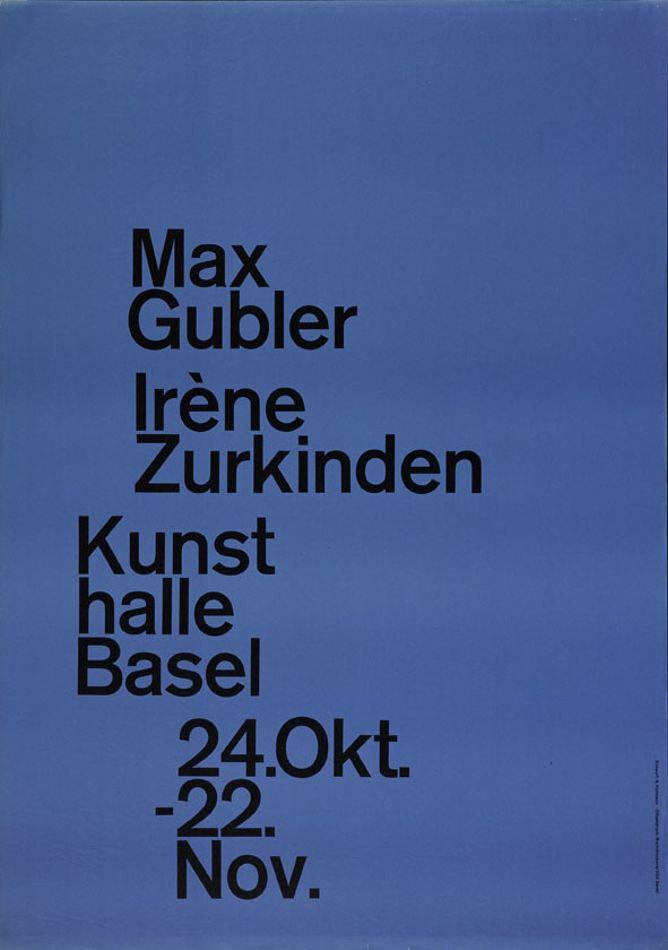 Max
Gubler
Irène
Zurkinden
Kunst
halle
Basel
24.Okt.
-22.
Nov.